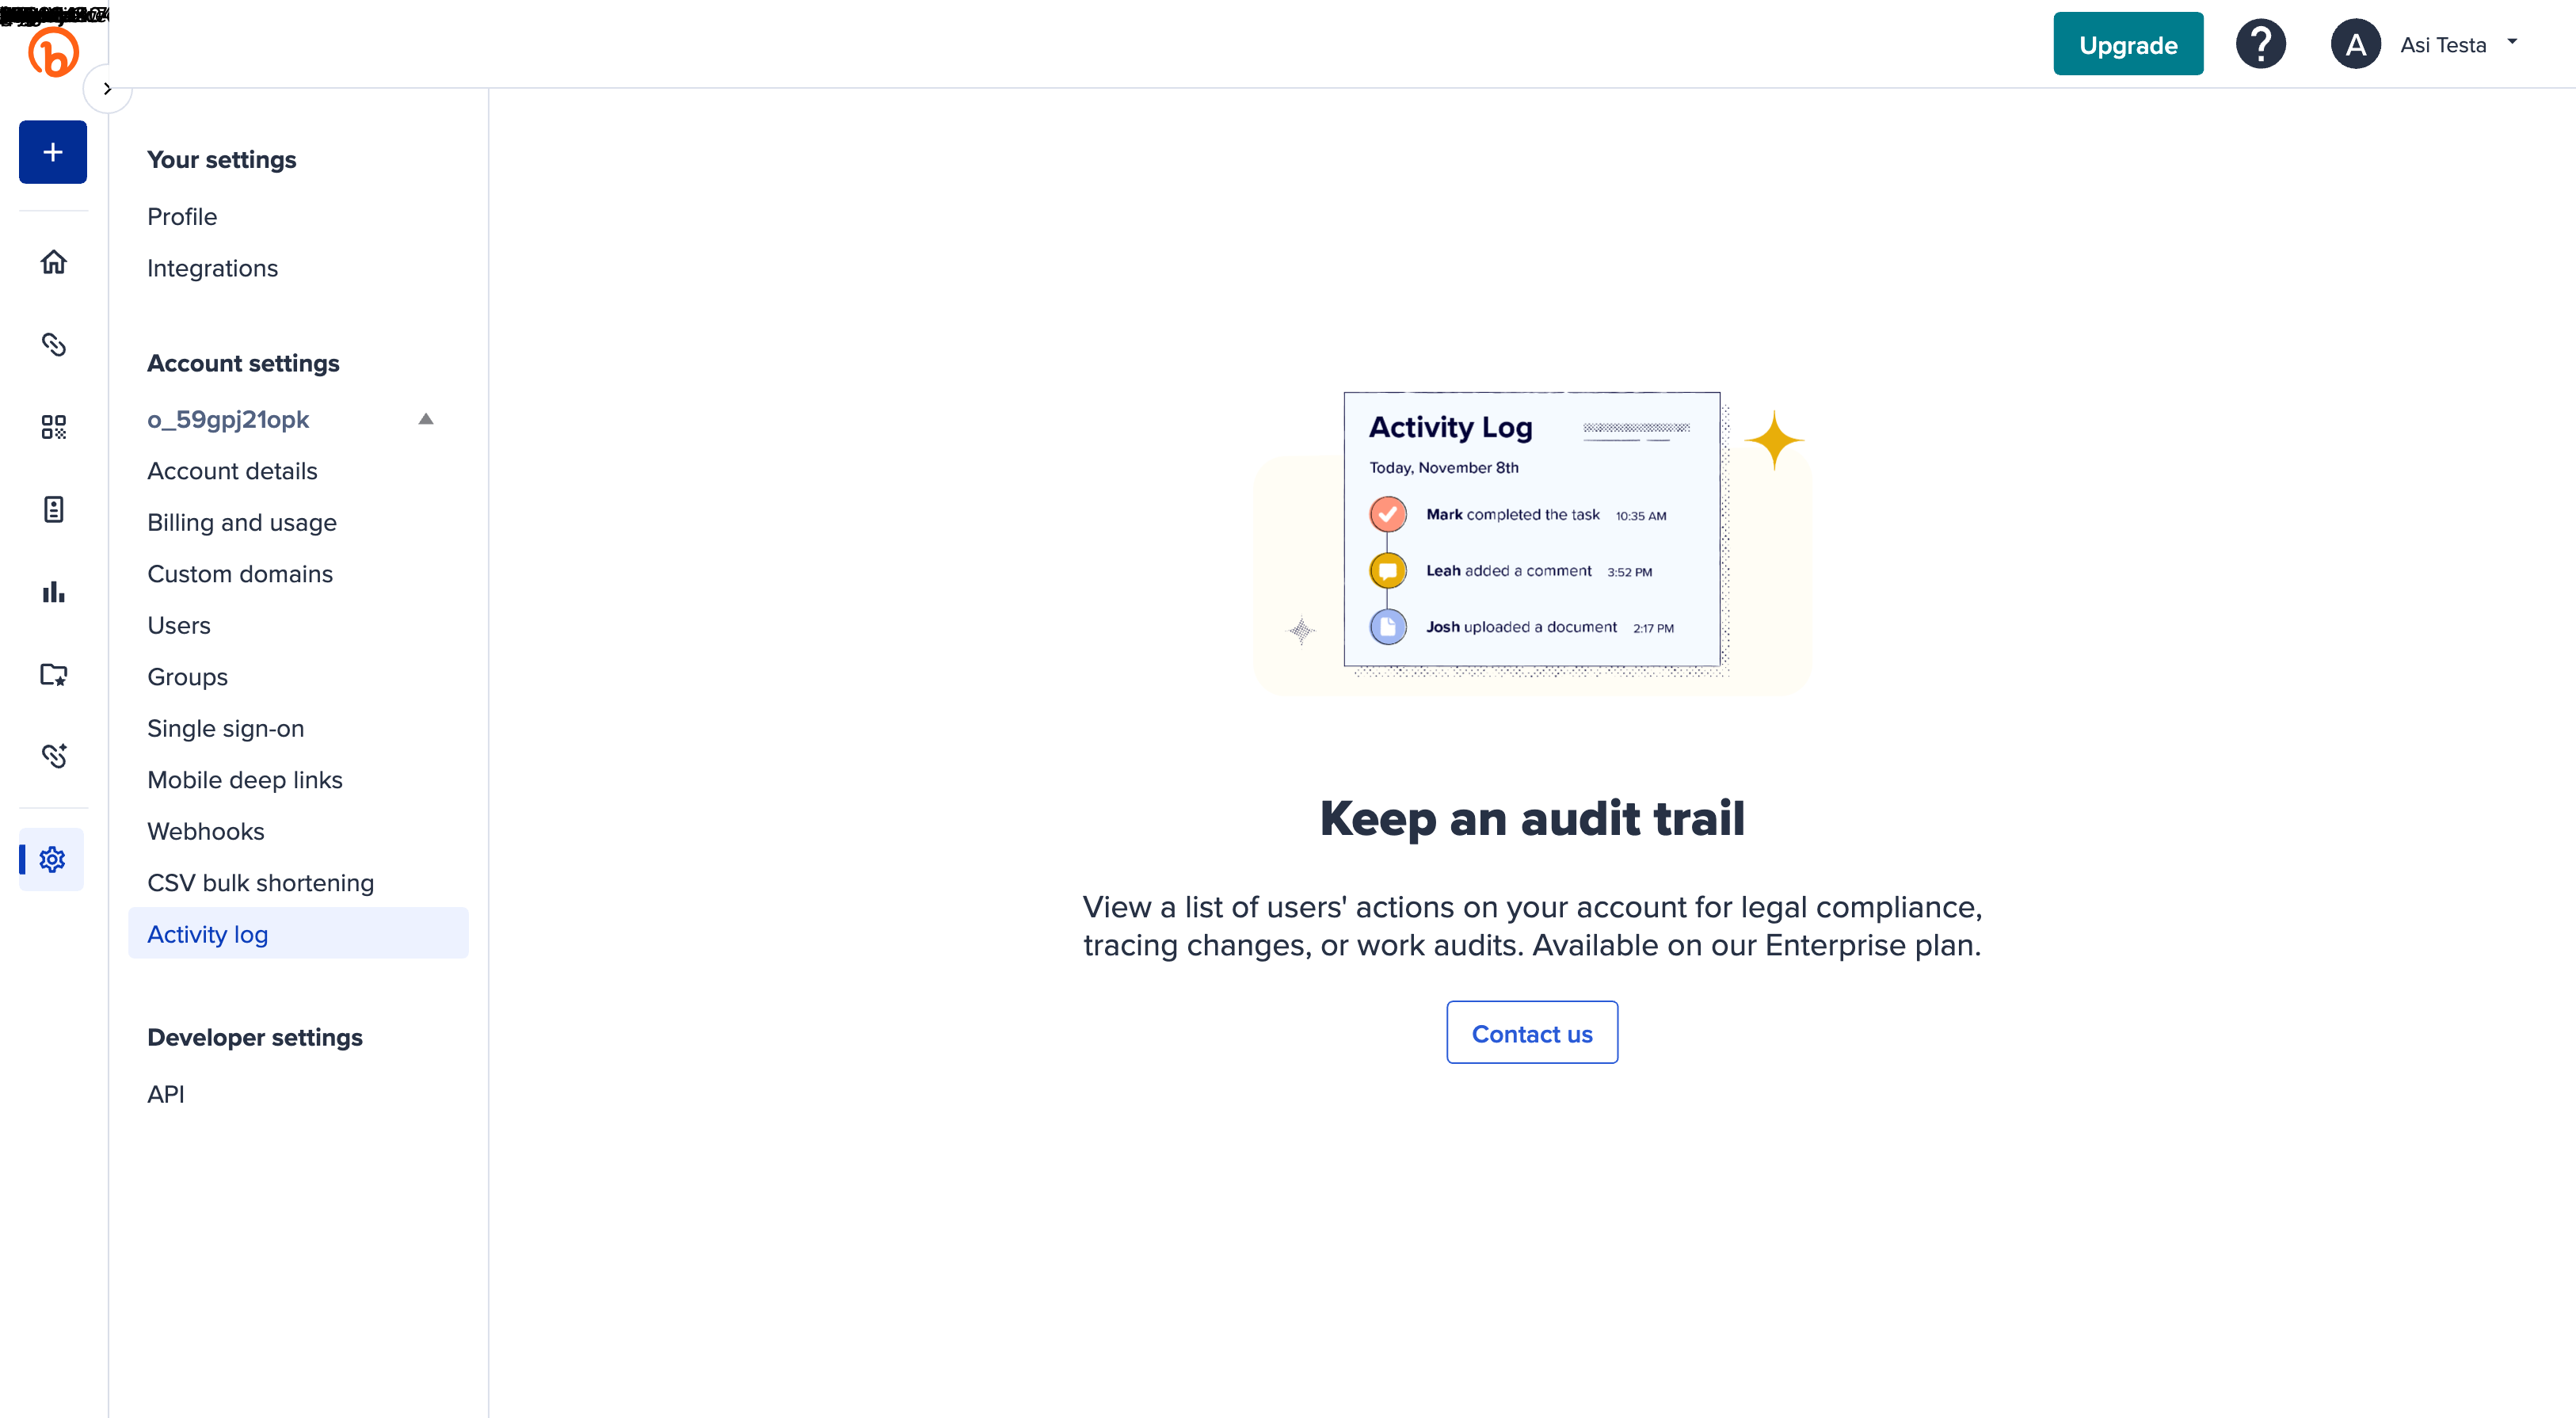 Upgrade
?
A
Asi Testa
b
+
Your settings
Profile
Integrations
Account settings
o_59gpj21opk
Account details
Billing and usage
Custom domains
Users
Groups
Single sign-on
Mobile deep links
Webhooks
CSV bulk shortening
Activity log
Developer settings
API
Activity Log
Today, November 8th
Mark completed the task 10:35 AM
Leah added a comment 3:52 PM
Josh uploaded a document 2:17 PM
Keep an audit trail
View a list of users' actions on your account for legal compliance,
tracing changes, or work audits. Available on our Enterprise plan.
Contact us